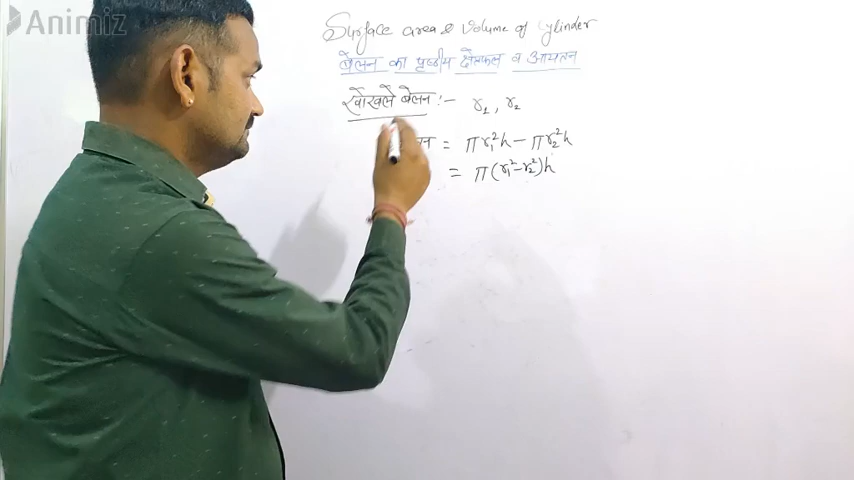 Animiz
Surface area & Volume of Cylinder
बेलन का पृष्ठीय क्षेत्रफल व आयतन
खोखले बेलन :- r₁, r₂
= πr₁²h - πr₂²h
= π(r₁²-r₂²)h